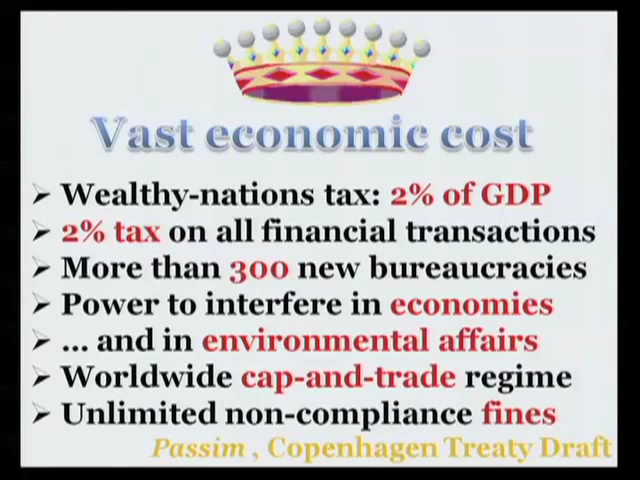 Vast economic cost
➢ Wealthy-nations tax: 2% of GDP
➢ 2% tax on all financial transactions
➢ More than 300 new bureaucracies
➢ Power to interfere in economies
➢ ... and in environmental affairs
➢ Worldwide cap-and-trade regime
➢ Unlimited non-compliance fines
Passim , Copenhagen Treaty Draft